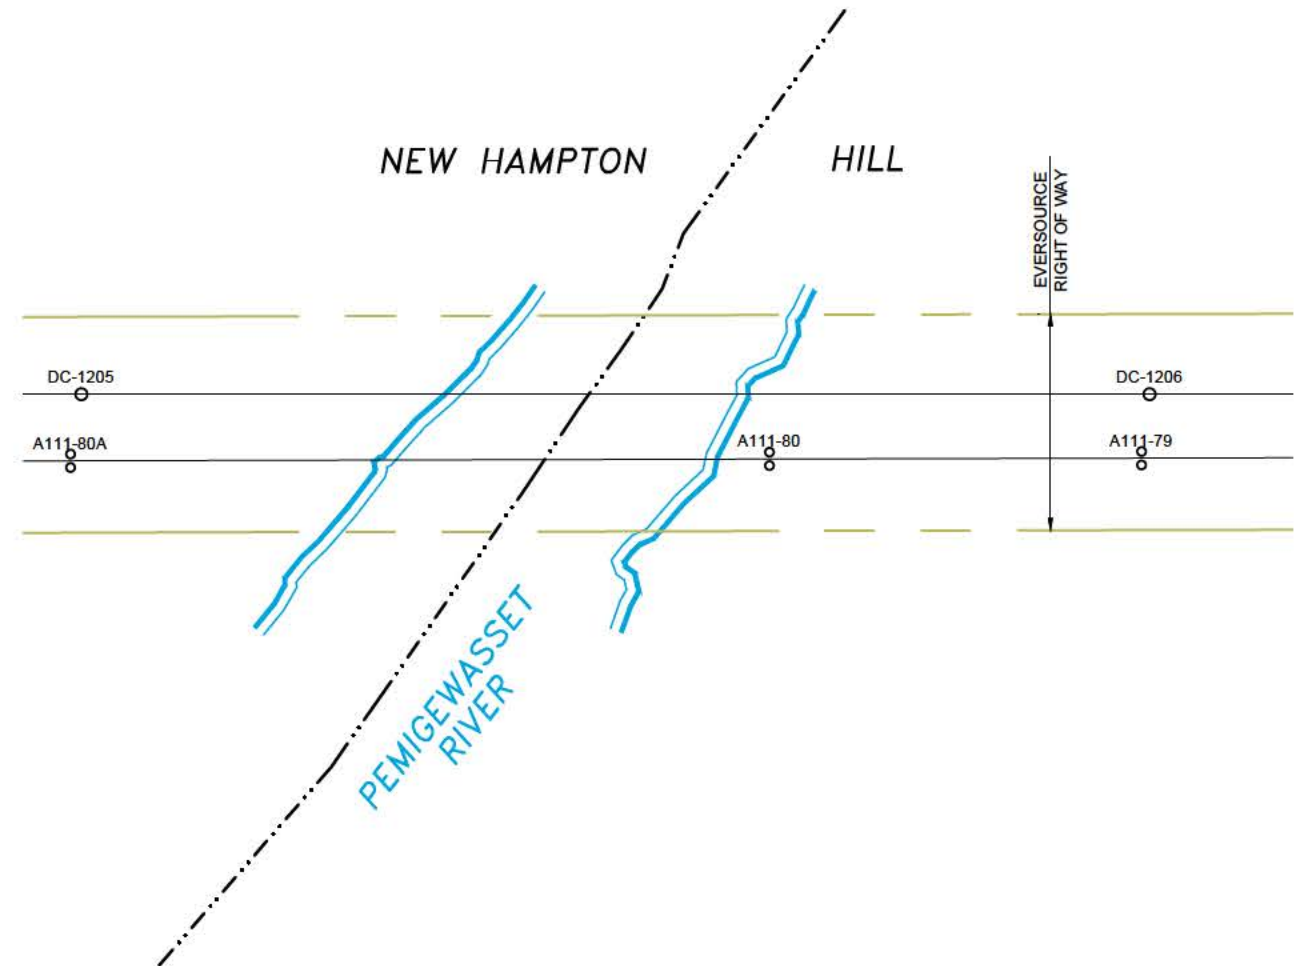 NEW HAMPTON
HILL
EVERSOURCE
RIGHT OF WAY
DC-1205
DC-1206
A111-80A
A111-80
A111-79
PEMIGEWASSET
RIVER